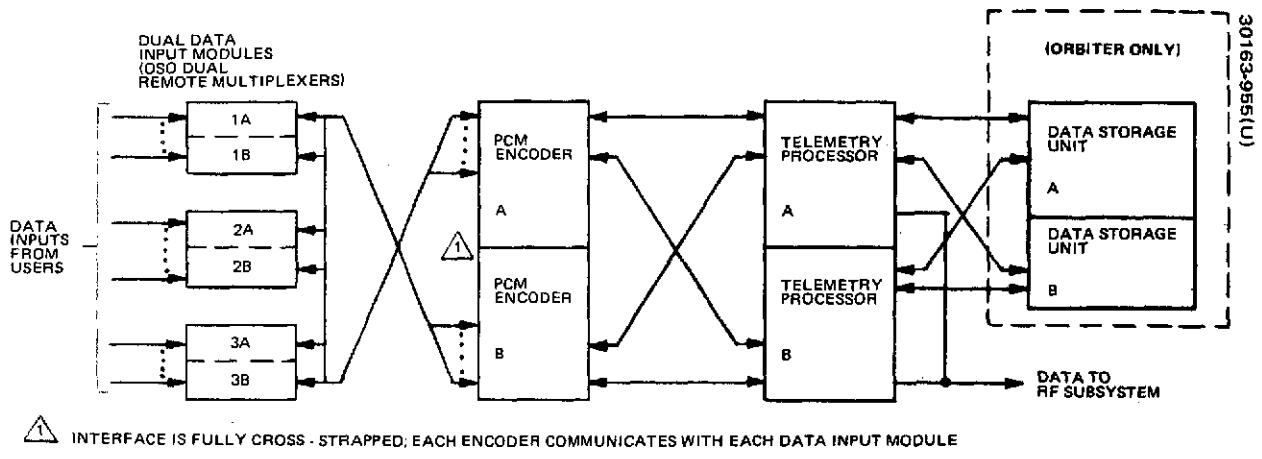 DUAL DATA
INPUT MODULES
(OSO DUAL
REMOTE MULTIPLEXERS)
(ORBITER ONLY)
30163-955(U)
1A
1B
2A
2B
3A
3B
DATA
INPUTS
FROM
USERS
PCM
ENCODER
A
1
PCM
ENCODER
B
TELEMETRY
PROCESSOR
A
TELEMETRY
PROCESSOR
B
DATA STORAGE
UNIT
A
DATA STORAGE
UNIT
B
DATA TO
RF SUBSYSTEM
1 INTERFACE IS FULLY CROSS - STRAPPED; EACH ENCODER COMMUNICATES WITH EACH DATA INPUT MODULE